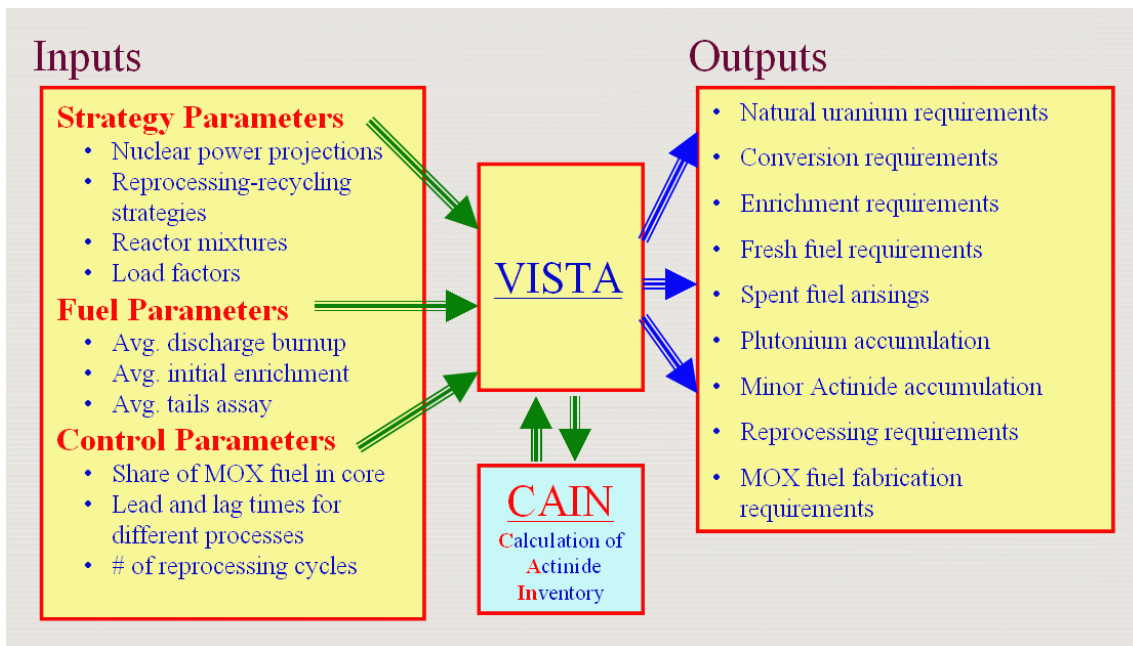 Inputs
Strategy Parameters
• Nuclear power projections
• Reprocessing-recycling
strategies
• Reactor mixtures
• Load factors
Fuel Parameters
• Avg. discharge burnup
• Avg. initial enrichment
• Avg. tails assay
Control Parameters
• Share of MOX fuel in core
• Lead and lag times for
different processes
• # of reprocessing cycles
VISTA
CAIN
Calculation of
Actinide
Inventory
Outputs
• Natural uranium requirements
• Conversion requirements
• Enrichment requirements
• Fresh fuel requirements
• Spent fuel arisings
• Plutonium accumulation
• Minor Actinide accumulation
• Reprocessing requirements
• MOX fuel fabrication
requirements